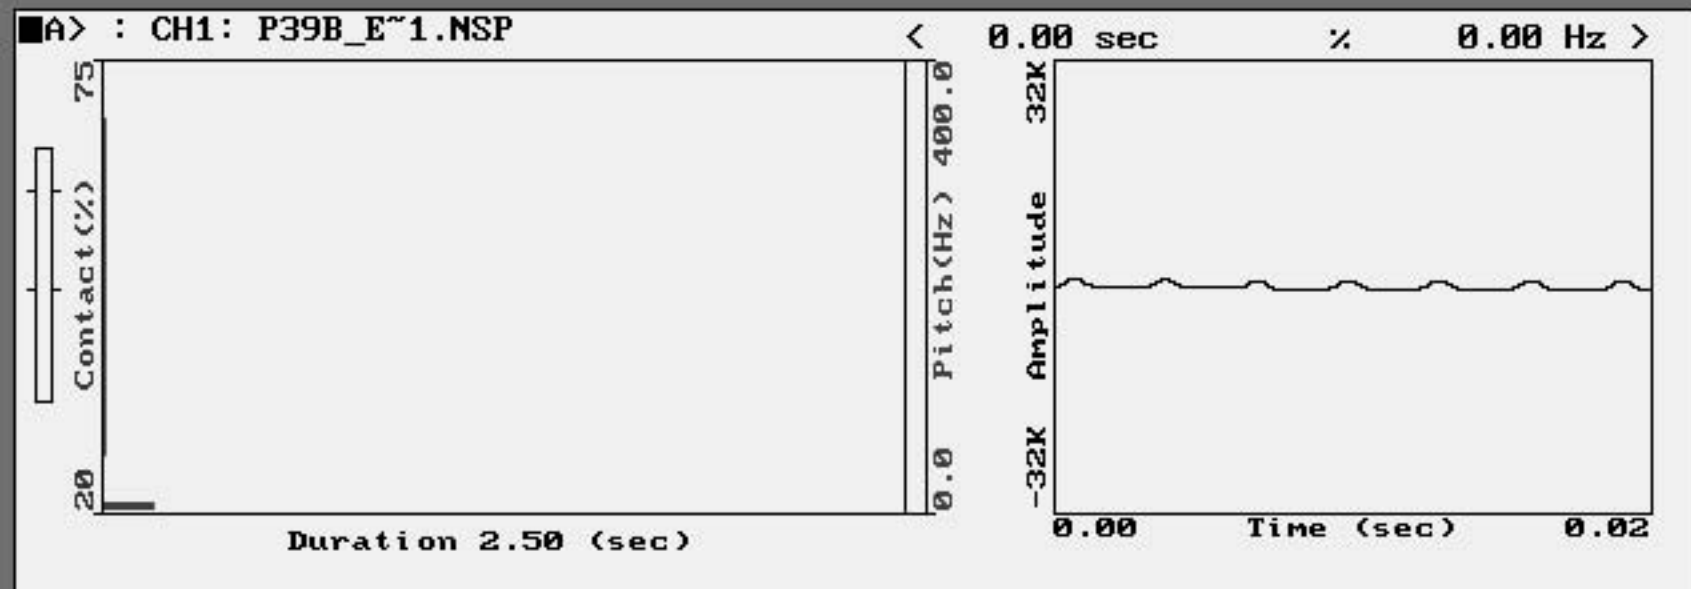 A> : CH1: P39B_E~1.NSP
< 0.00 sec % 0.00 Hz >
75
Contact(%)
20
Duration 2.50 (sec)
400.0
Pitch(Hz)
0.0
32K
Amplitude
-32K
0.00 Time (sec) 0.02